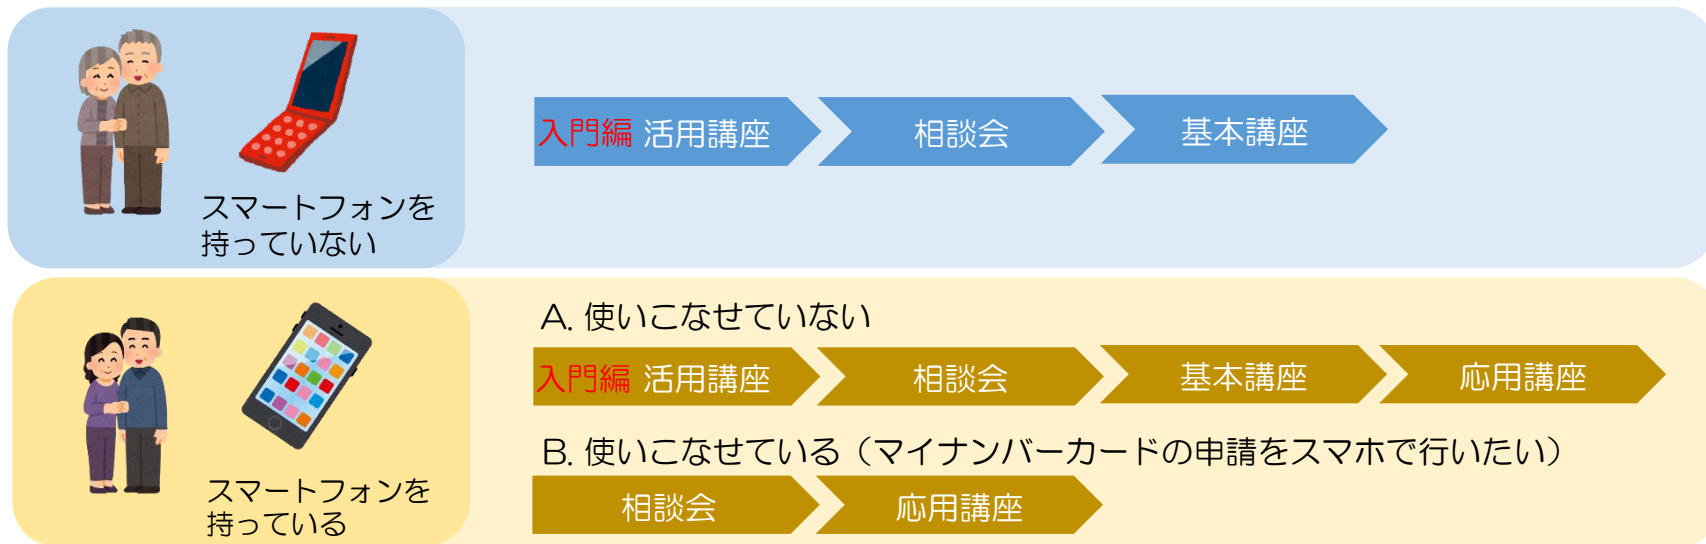 スマートフォンを
持っていない
入門編 活用講座
相談会
基本講座
スマートフォンを
持っている
A. 使いこなせていない
入門編 活用講座
相談会
基本講座
応用講座
B. 使いこなせている（マイナンバーカードの申請をスマホで行いたい）
相談会
応用講座